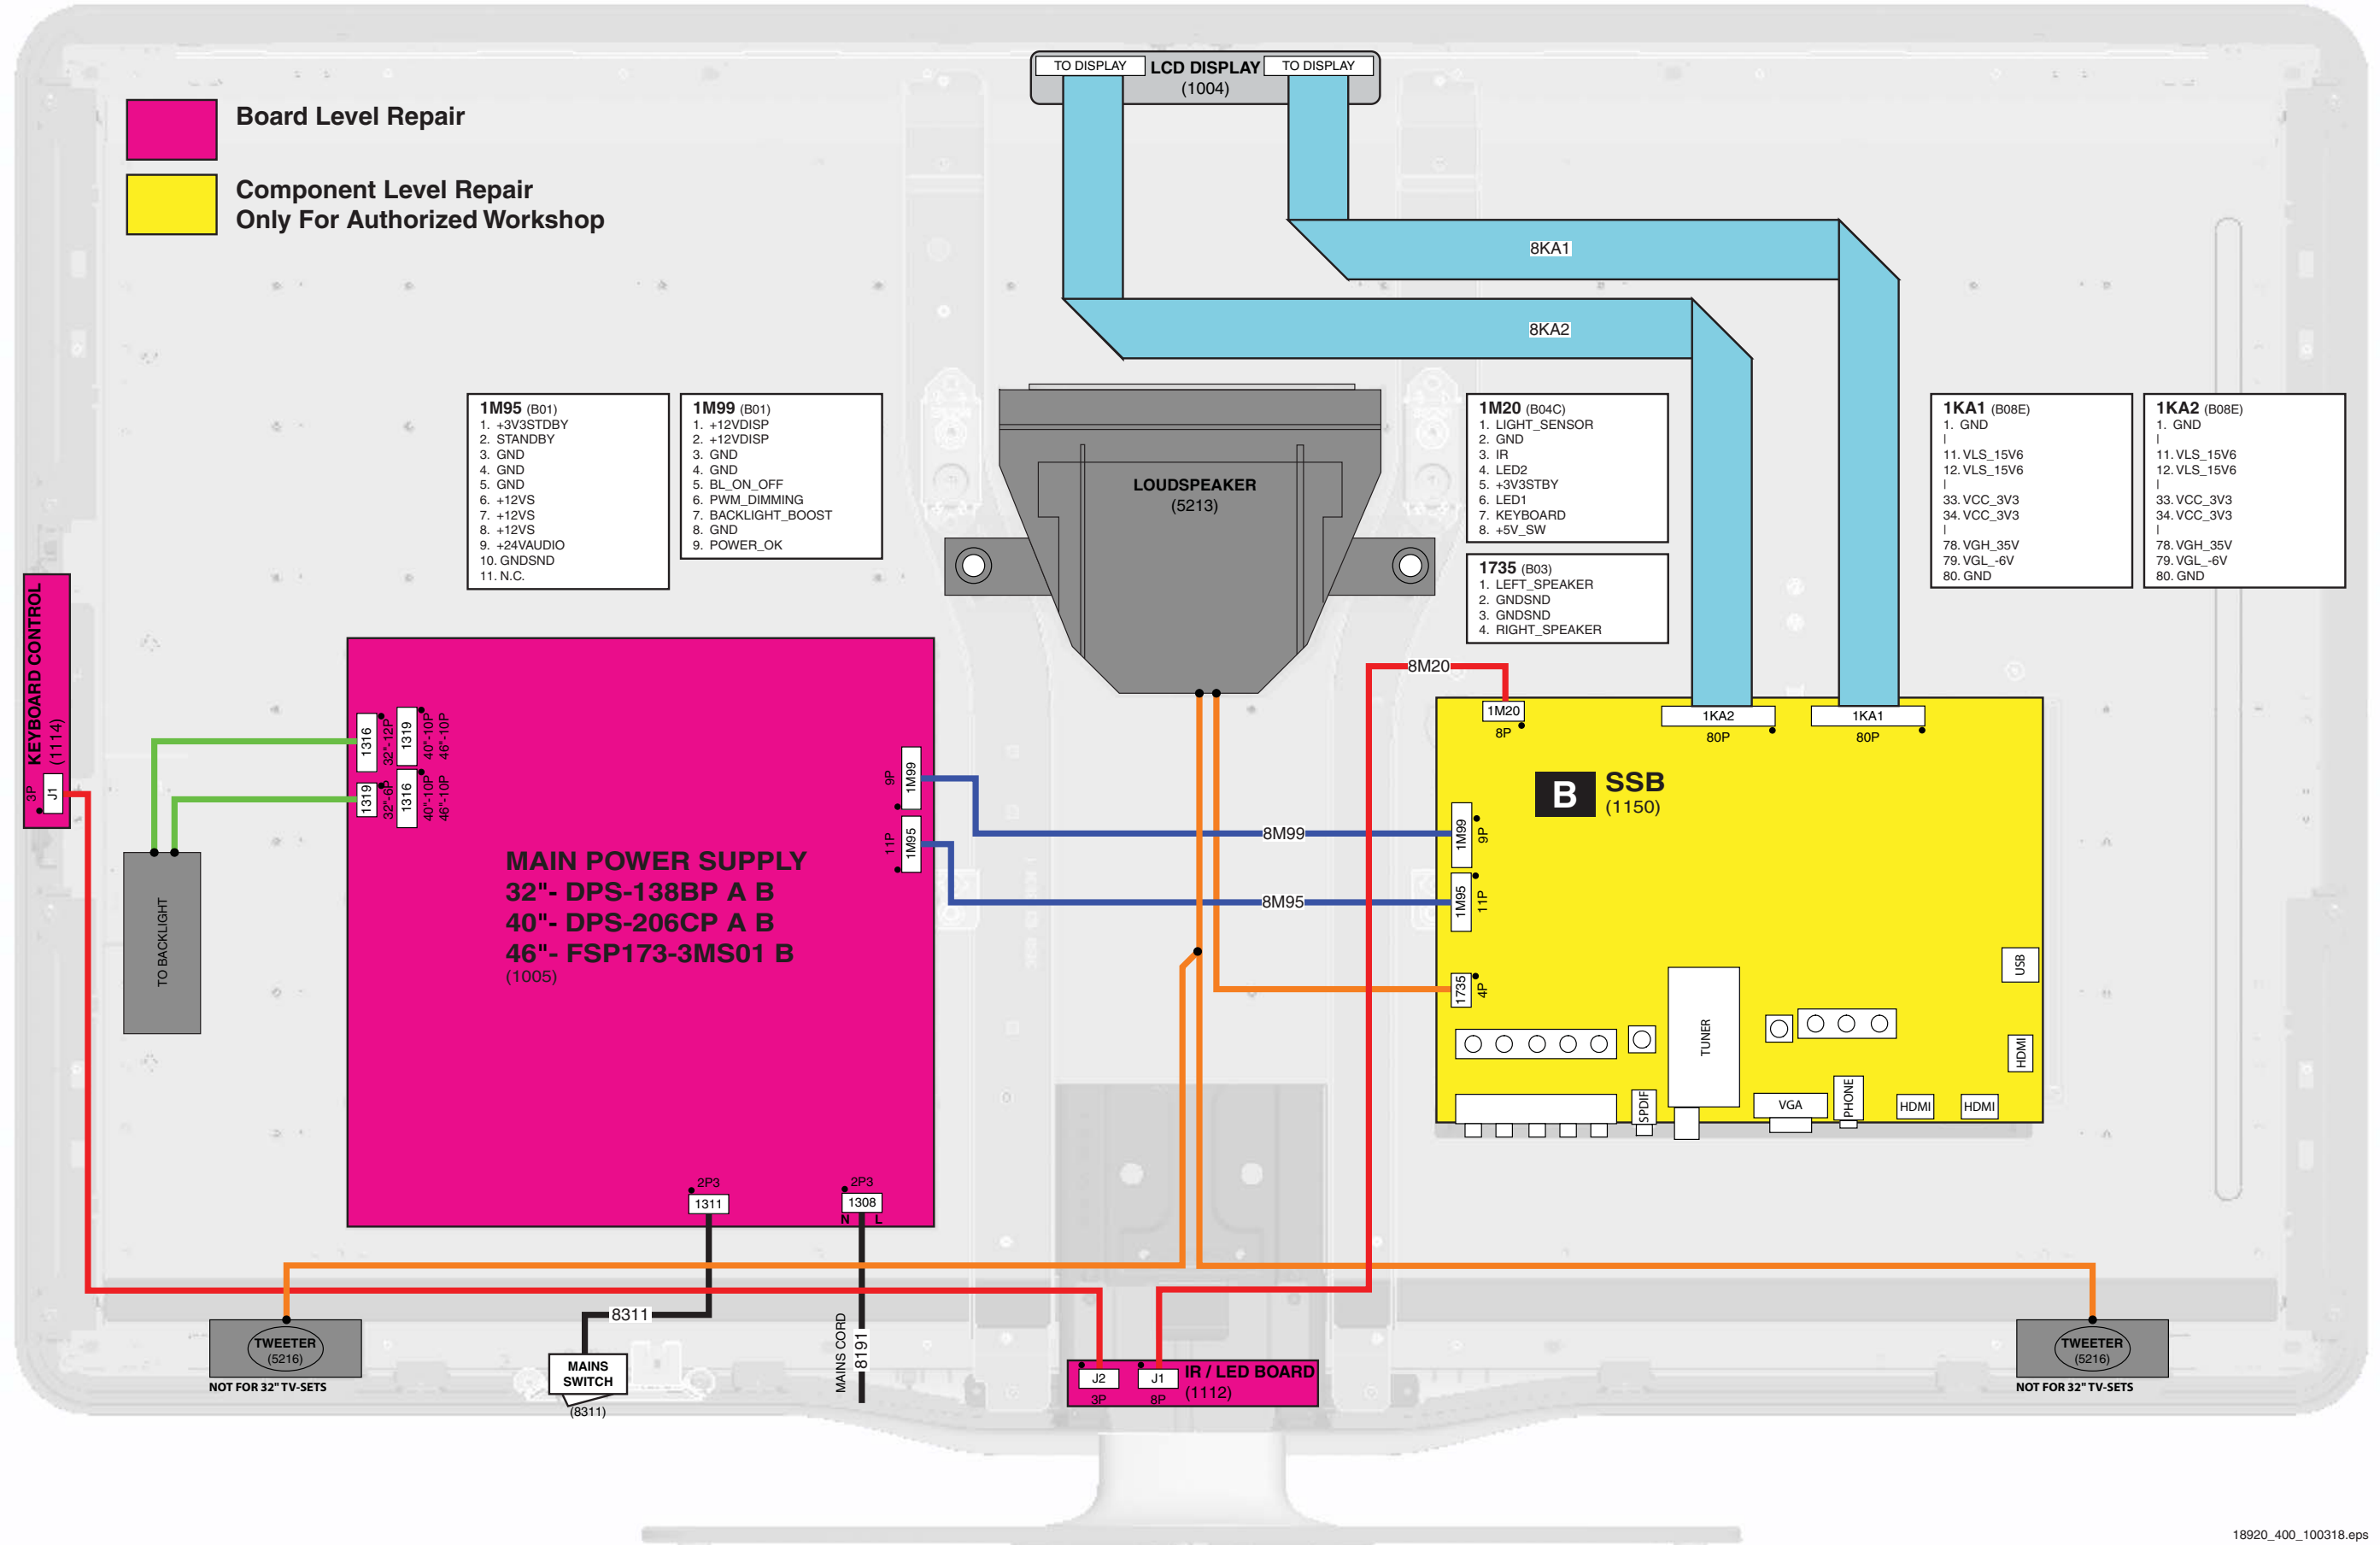 TO DISPLAY
LCD DISPLAY
(1004)
TO DISPLAY
Board Level Repair
Component Level Repair
Only For Authorized Workshop
8KA1
8KA2
1M95 (B01)
1. +3V3STDBY
2. STANDBY
3. GND
4. GND
5. GND
6. +12VS
7. +12VS
8. +12VS
9. +24VAUDIO
10. GNDSND
11. N.C.
1M99 (B01)
1. +12VDISP
2. +12VDISP
3. GND
4. GND
5. BL_ON_OFF
6. PWM_DIMMING
7. BACKLIGHT_BOOST
8. GND
9. POWER_OK
LOUDSPEAKER
(5213)
1M20 (B04C)
1. LIGHT_SENSOR
2. GND
3. IR
4. LED2
5. +3V3STBY
6. LED1
7. KEYBOARD
8. +5V_SW
1735 (B03)
1. LEFT_SPEAKER
2. GNDSND
3. GNDSND
4. RIGHT_SPEAKER
1KA1 (B08E)
1. GND
|
11. VLS_15V6
12. VLS_15V6
|
33. VCC_3V3
34. VCC_3V3
|
78. VGH_35V
79. VGL_-6V
80. GND
1KA2 (B08E)
1. GND
|
11. VLS_15V6
12. VLS_15V6
|
33. VCC_3V3
34. VCC_3V3
|
78. VGH_35V
79. VGL_-6V
80. GND
KEYBOARD CONTROL
(1114)
J1
3P
TO BACKLIGHT
1316
32"-12P
1319
40"-10P
46"-10P
1319
32"-6P
1316
40"-10P
46"-10P
9P
1M99
11P
1M95
MAIN POWER SUPPLY
32"- DPS-138BP A B
40"- DPS-206CP A B
46"- FSP173-3MS01 B
(1005)
2P3
1311
2P3
1308
N L
8M20
8M99
8M95
1M20
8P
1KA2
80P
1KA1
80P
B
SSB
(1150)
1M99
9P
1M95
11P
1735
4P
USB
TUNER
HDMI
SPDIF
VGA
PHONE
HDMI
HDMI
8311
MAINS
SWITCH
(8311)
MAINS CORD
8191
TWEETER
(5216)
NOT FOR 32" TV-SETS
J2
3P
J1
8P
IR / LED BOARD
(1112)
TWEETER
(5216)
NOT FOR 32" TV-SETS
18920_400_100318.eps